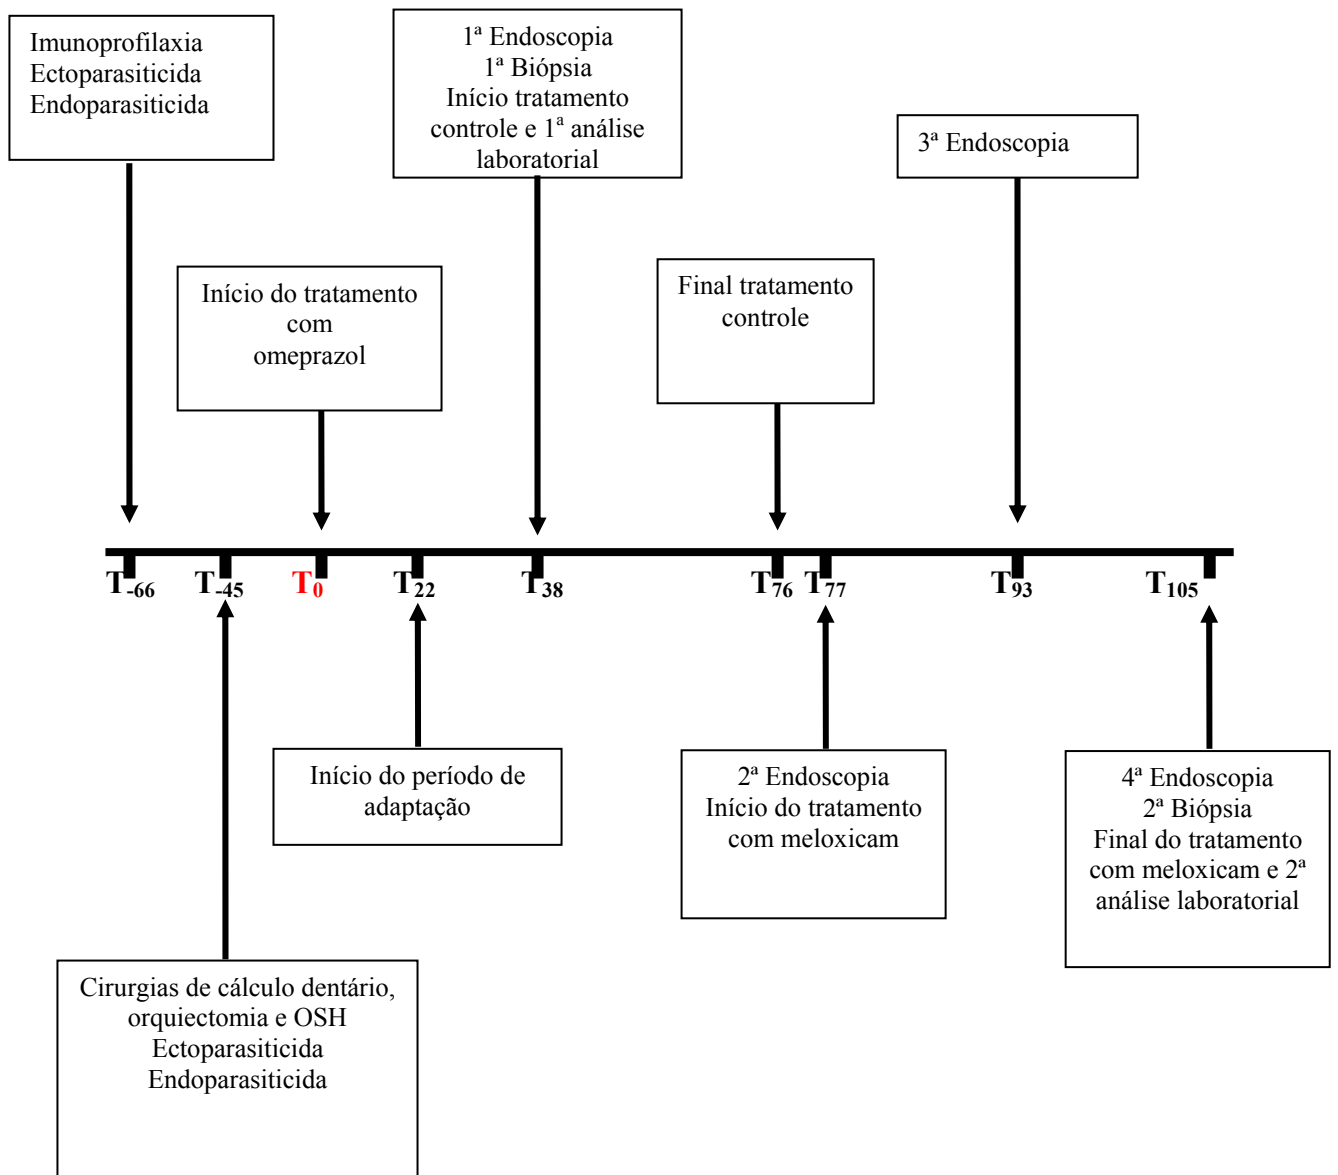 Imunoprofilaxia
Ectoparasiticida
Endoparasiticida
1ª Endoscopia
1ª Biópsia
Início tratamento
controle e 1ª análise
laboratorial
3ª Endoscopia
Início do tratamento
com
omeprazol
Final tratamento
controle
T-66 T-45 T0 T22 T38 T76 T77 T93 T105
Início do período de
adaptação
2ª Endoscopia
Início do tratamento
com meloxicam
4ª Endoscopia
2ª Biópsia
Final do tratamento
com meloxicam e 2ª
análise laboratorial
Cirurgias de cálculo dentário,
orquiectomia e OSH
Ectoparasiticida
Endoparasiticida